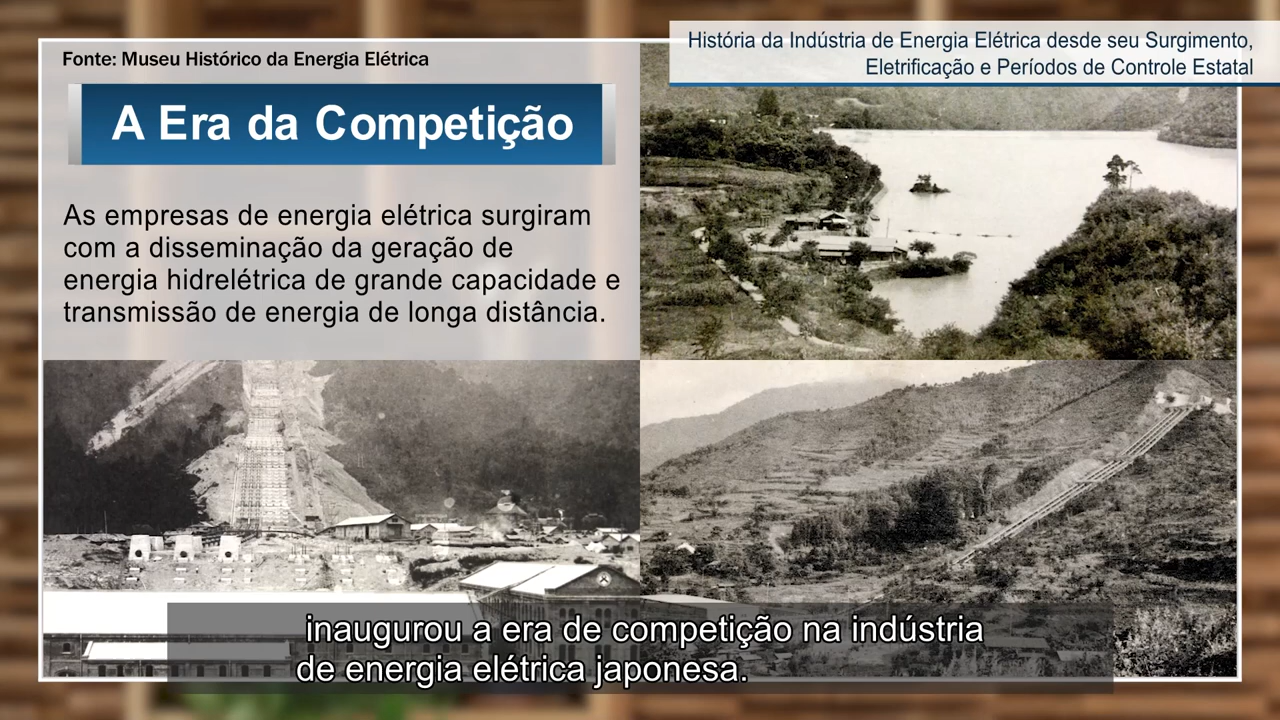 História da Indústria de Energia Elétrica desde seu Surgimento,
Eletrificação e Períodos de Controle Estatal
Fonte: Museu Histórico da Energia Elétrica
A Era da Competição
As empresas de energia elétrica surgiram
com a disseminação da geração de
energia hidrelétrica de grande capacidade e
transmissão de energia de longa distância.
inaugurou a era de competição na indústria
de energia elétrica japonesa.